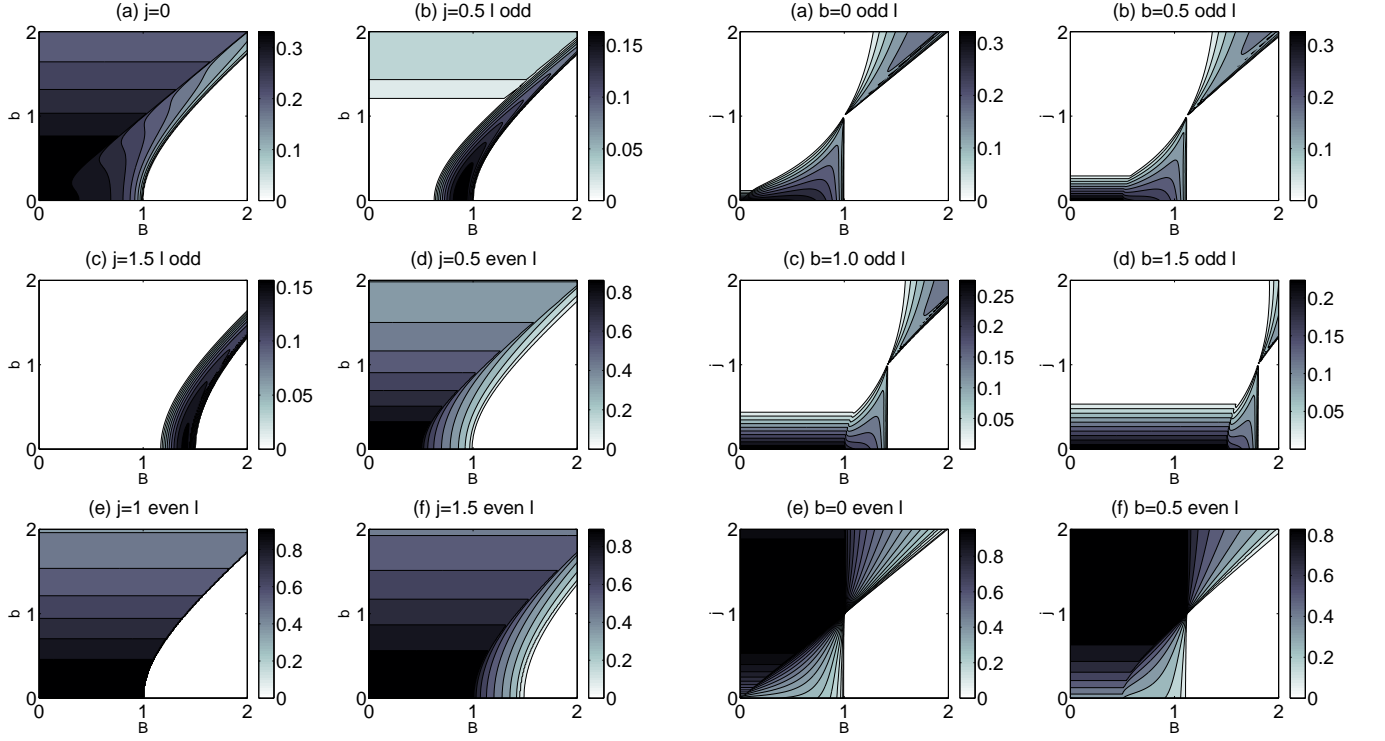 (a) j=0
(b) j=0.5 l odd
(a) b=0 odd l
(b) b=0.5 odd l
2
1
0
b
0 1 2
B
0.3
0.2
0.1
2
1
0
b
0 1 2
B
0.15
0.1
0.05
0
2
1
0
j
0 1 2
B
0.3
0.2
0.1
2
1
0
j
0 1 2
B
0.3
0.25
0.2
0.15
0.1
0.05
(c) j=1.5 l odd
(d) j=0.5 even l
(c) b=1.0 odd l
(d) b=1.5 odd l
2
1
0
b
0 1 2
B
0.15
0.1
0.05
0
2
1
0
b
0 1 2
B
0.8
0.6
0.4
0.2
0
2
1
0
j
0 1 2
B
0.25
0.2
0.15
0.1
0.05
2
1
0
j
0 1 2
B
0.2
0.15
0.1
0.05
(e) j=1 even l
(f) j=1.5 even l
(e) b=0 even l
(f) b=0.5 even l
2
1
0
b
0 1 2
B
0.8
0.6
0.4
0.2
0
2
1
0
b
0 1 2
B
0.8
0.6
0.4
0.2
0
2
1
0
j
0 1 2
B
0.8
0.6
0.4
0.2
0
2
1
0
j
0 1 2
B
0.8
0.6
0.4
0.2
0